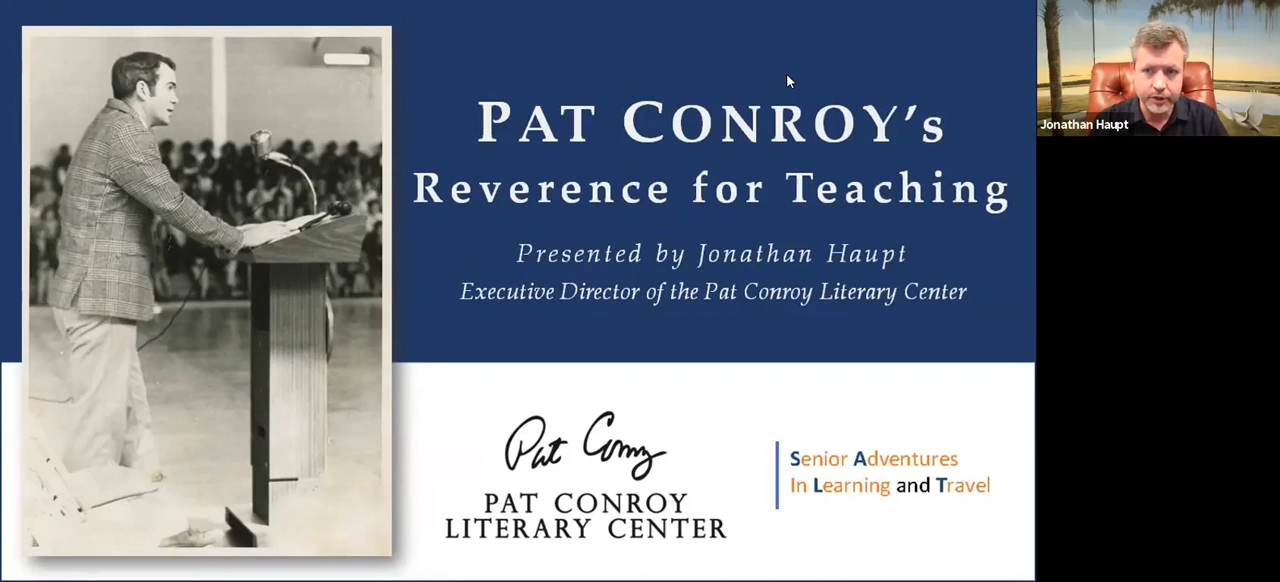 PAT CONROY's
Reverence for Teaching
Presented by Jonathan Haupt
Executive Director of the Pat Conroy Literary Center
Pat Conroy
PAT CONROY
LITERARY CENTER
Senior Adventures
In Learning and Travel
Jonathan Haupt